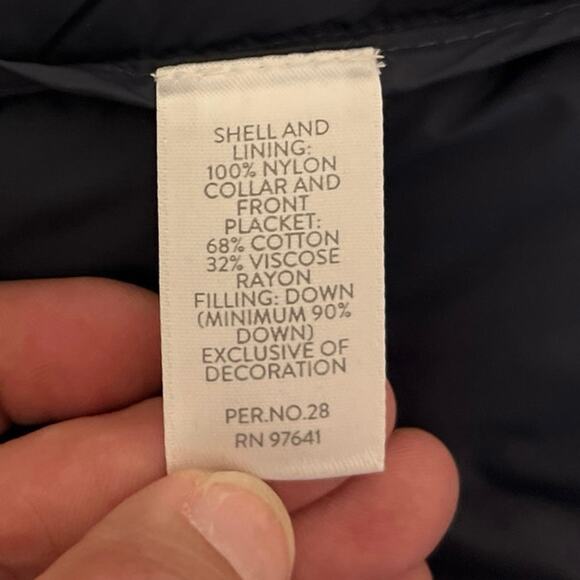 SHELL AND
LINING:
100% NYLON
COLLAR AND
FRONT
PLACKET:
68% COTTON
32% VISCOSE
RAYON
FILLING: DOWN
(MINIMUM 90%
DOWN)
EXCLUSIVE OF
DECORATION
PER.NO.28
RN 97641